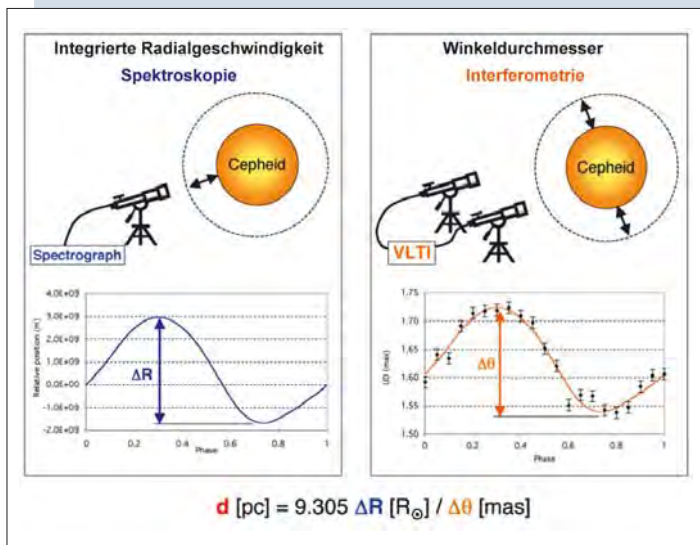 Integrierte Radialgeschwindigkeit
Spektroskopie
Cepheid
Spectrograph
Relative position (m)
4.0E+09
3.0E+09
2.0E+09
1.0E+09
0.0E+00
-1.0E+09
-2.0E+09
ΔR
0
0.2
0.4
0.6
0.8
1
Phase
Winkeldurchmesser
Interferometrie
Cepheid
VLTI
1.75
1.70
1.65
1.60
1.55
1.50
Δθ
0
0.2
0.4
0.6
0.8
1
Phase
d [pc] = 9.305 ΔR [R☉] / Δθ [mas]